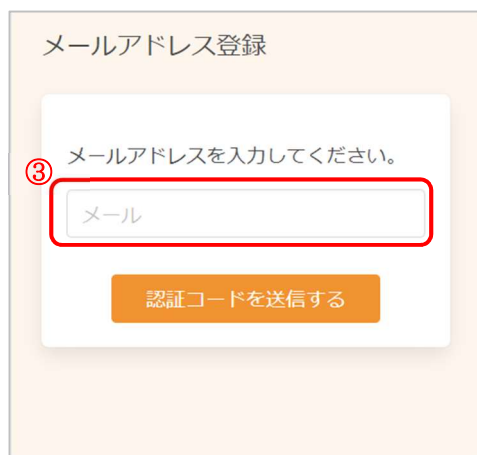 メールアドレス登録
メールアドレスを入力してください。
③
メール
認証コードを送信する